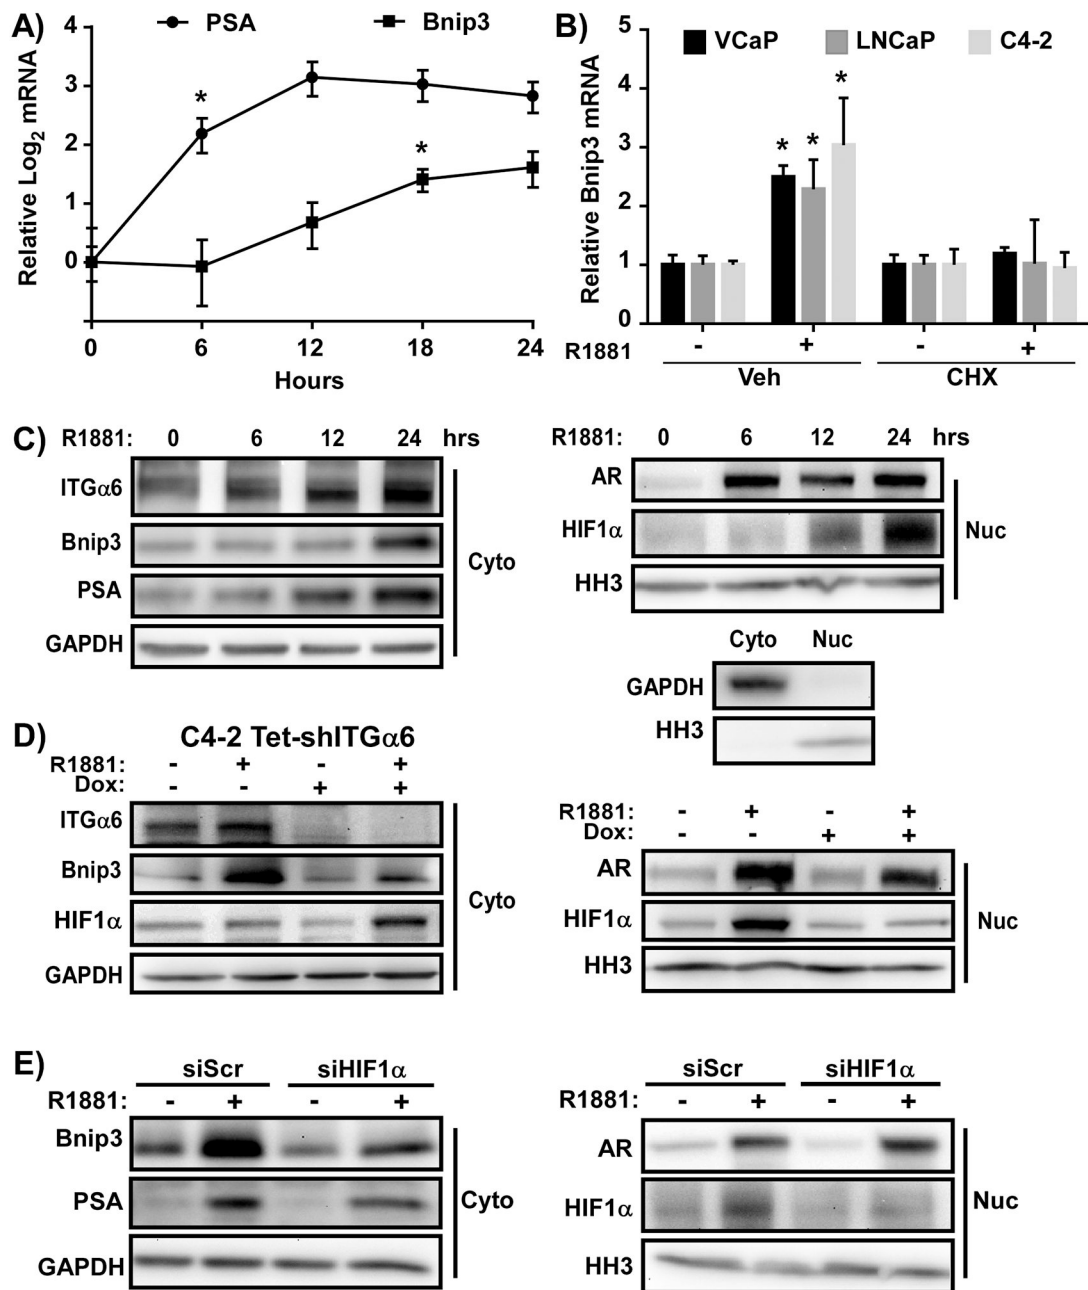 A)
PSA
Bnip3
Relative Log2 mRNA
4
3
2
1
0
*
*
0 6 12 18 24
Hours
B)
VCaP LNCaP C4-2
Relative Bnip3 mRNA
5
4
3
2
1
0
* * *
R1881 - + - +
Veh CHX
C)
R1881: 0 6 12 24 hrs
ITGα6
Bnip3
PSA
GAPDH
Cyto
R1881: 0 6 12 24 hrs
AR
HIF1α
HH3
Nuc
Cyto Nuc
GAPDH
HH3
D)
C4-2 Tet-shITGα6
R1881: - + - +
Dox: - - + +
ITGα6
Bnip3
HIF1α
GAPDH
Cyto
R1881: - + - +
Dox: - - + +
AR
HIF1α
HH3
Nuc
E)
siScr siHIF1α
R1881: - + - +
Bnip3
PSA
GAPDH
Cyto
siScr siHIF1α
R1881: - + - +
AR
HIF1α
HH3
Nuc